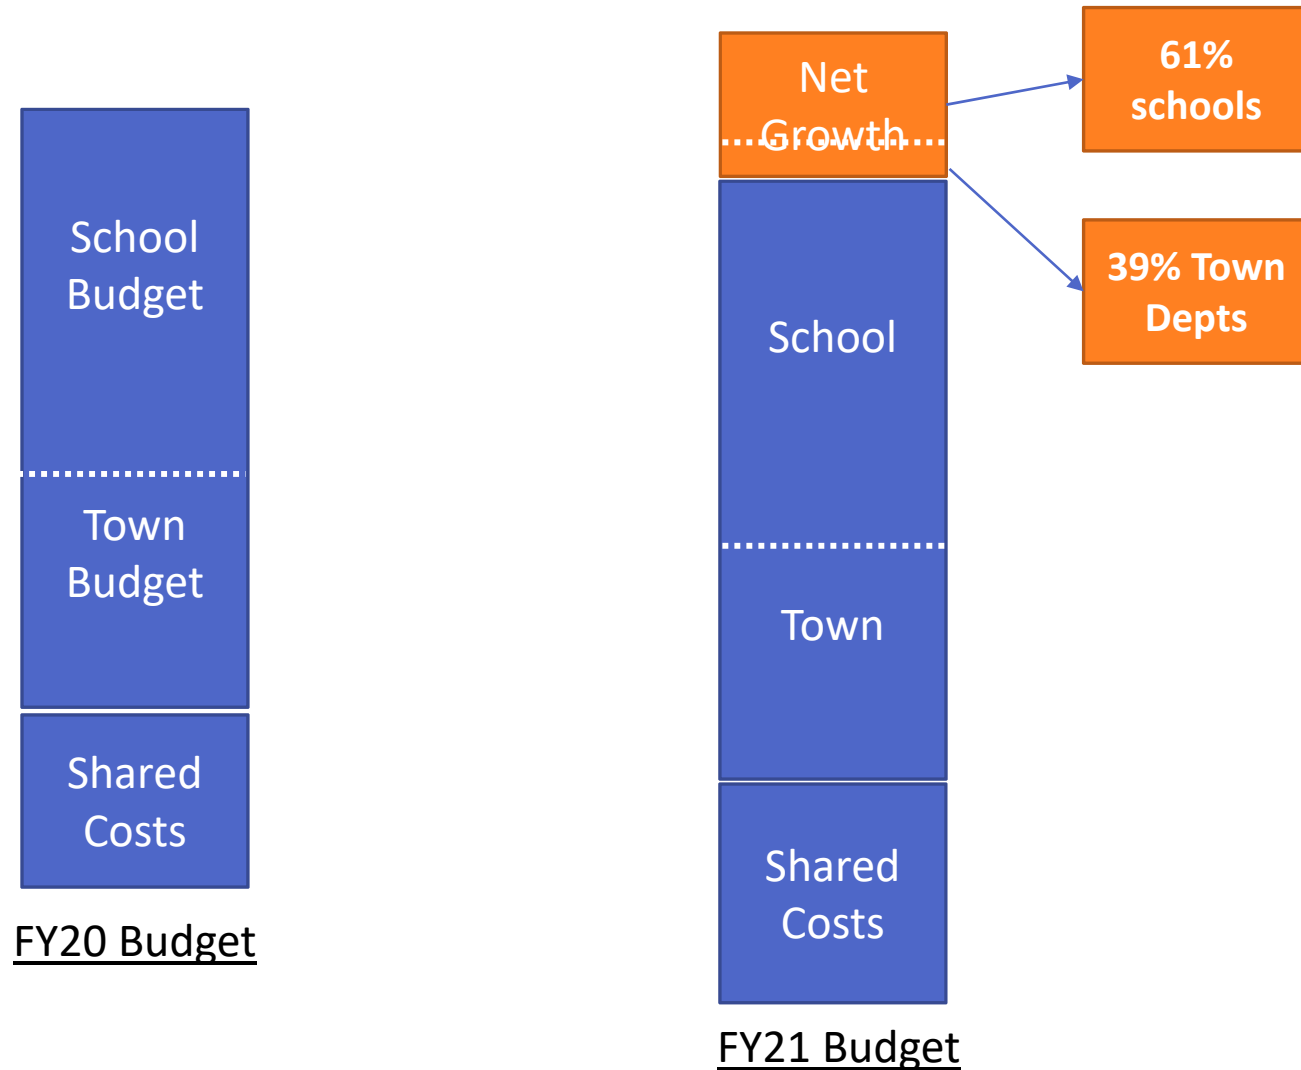 School
Budget
Town
Budget
Shared
Costs
FY20 Budget
Net
Growth
School
Town
Shared
Costs
FY21 Budget
61%
schools
39% Town
Depts